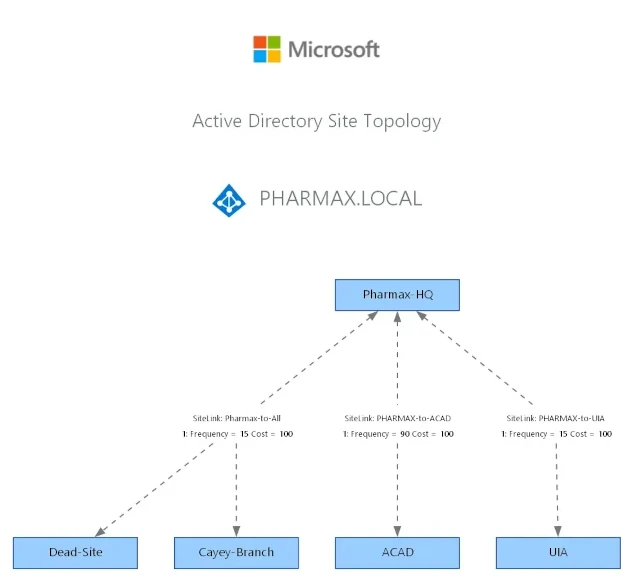 Microsoft
Active Directory Site Topology
PHARMAX.LOCAL
Pharmax-HQ
SiteLink: Pharmax-to-All
1: Frequency = 15 Cost = 100
SiteLink: PHARMAX-to-ACAD
1: Frequency = 90 Cost = 100
SiteLink: PHARMAX-to-UIA
1: Frequency = 15 Cost = 100
Dead-Site
Cayey-Branch
ACAD
UIA